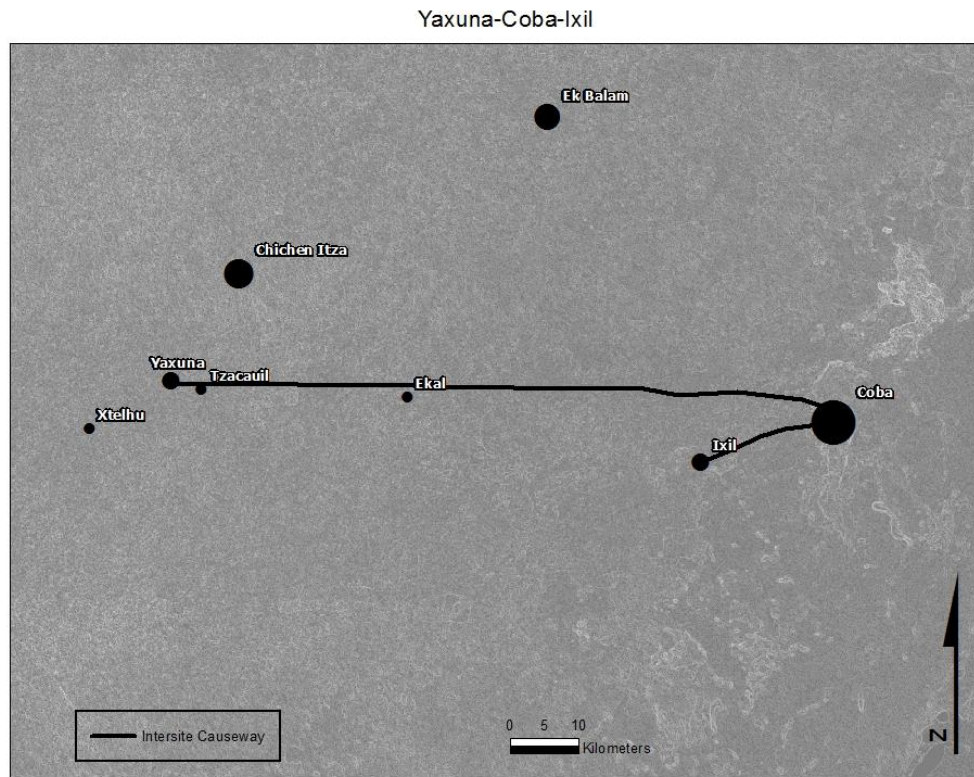 Yaxuna-Coba-Ixil
Ek Balam
Chichen Itza
Yaxuna
Tzacauil
Ekal
Coba
Xtelhu
Ixil
Intersite Causeway
0 5 10
Kilometers
N